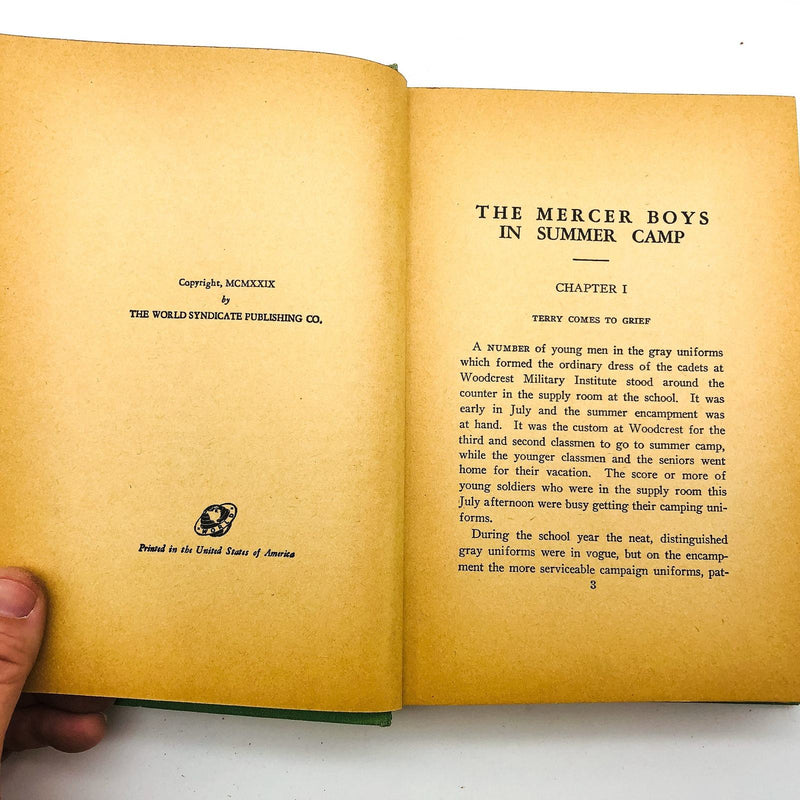 Copyright, MCMXXIX
by
THE WORLD SYNDICATE PUBLISHING CO.
WORLD
Printed in the United States of America
THE MERCER BOYS
IN SUMMER CAMP
CHAPTER I
TERRY COMES TO GRIEF
A NUMBER of young men in the gray uniforms
which formed the ordinary dress of the cadets at
Woodcrest Military Institute stood around the
counter in the supply room at the school. It was
early in July and the summer encampment was
at hand. It was the custom at Woodcrest for the
third and second classmen to go to summer camp,
while the younger classmen and the seniors went
home for their vacation. The score or more of
young soldiers who were in the supply room this
July afternoon were busy getting their camping uni-
forms.
During the school year the neat, distinguished
gray uniforms were in vogue, but on the encamp-
ment the more serviceable campaign uniforms, pat-
3